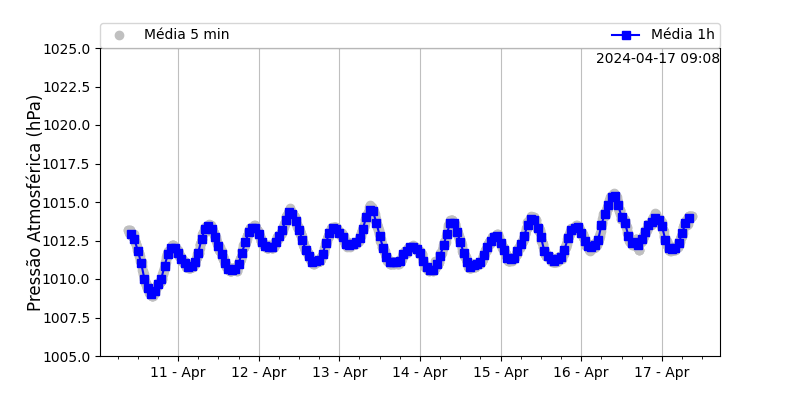 Média 5 min
Média 1h
2024-04-17 09:08
Pressão Atmosférica (hPa)
1025.0
1022.5
1020.0
1017.5
1015.0
1012.5
1010.0
1007.5
1005.0
11 - Apr
12 - Apr
13 - Apr
14 - Apr
15 - Apr
16 - Apr
17 - Apr